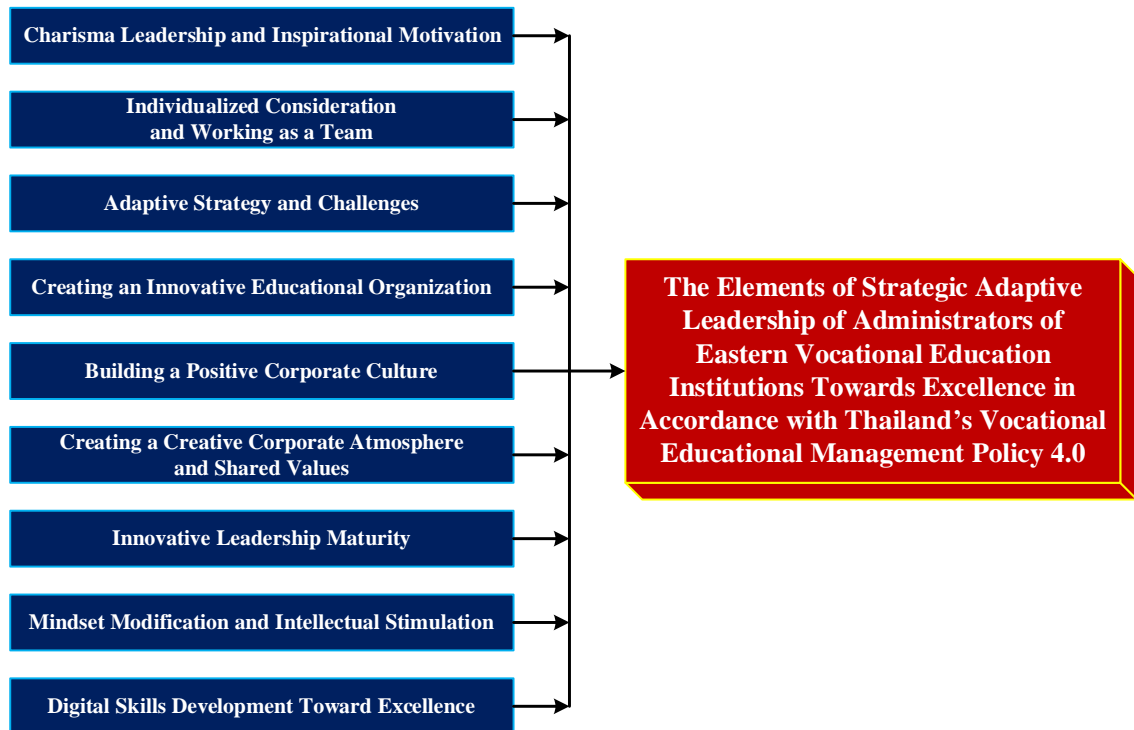 Charisma Leadership and Inspirational Motivation
Individualized Consideration
and Working as a Team
Adaptive Strategy and Challenges
Creating an Innovative Educational Organization
Building a Positive Corporate Culture
Creating a Creative Corporate Atmosphere
and Shared Values
Innovative Leadership Maturity
Mindset Modification and Intellectual Stimulation
Digital Skills Development Toward Excellence
The Elements of Strategic Adaptive
Leadership of Administrators of
Eastern Vocational Education
Institutions Towards Excellence in
Accordance with Thailand’s Vocational
Educational Management Policy 4.0